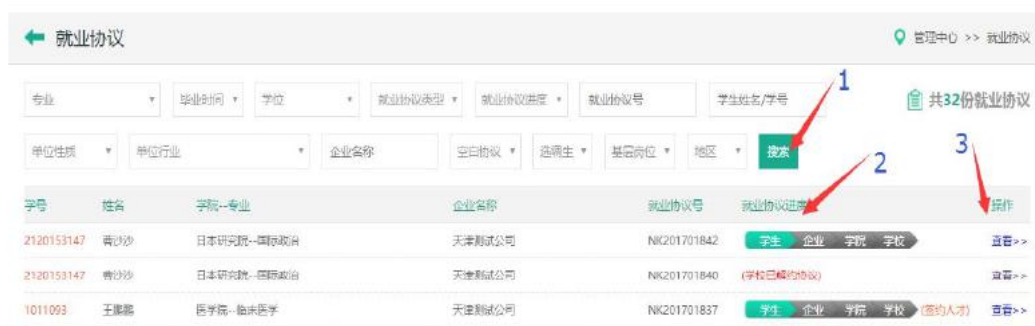 就业协议 管理中心 >> 就业协议
1
专业 毕业时间 学位 就业协议类型 就业协议进度 就业协议号 学生姓名/学号 共32份就业协议
单位性质 单位行业 企业名称 空白协议 选调生 基层岗位 地区 搜索
2 3
学号 姓名 学院--专业 企业名称 就业协议号 就业协议进度 操作
2120153147 黄沙沙 日本研究院--国际政治 天津测试公司 NK201701842 学生 企业 学院 学校 查看>>
2120153147 黄沙沙 日本研究院--国际政治 天津测试公司 NK201701840 (学校已解约协议) 查看>>
1011093 王鹏鹏 医学院--临床医学 天津测试公司 NK201701837 学生 企业 学院 学校 (签约人才) 查看>>